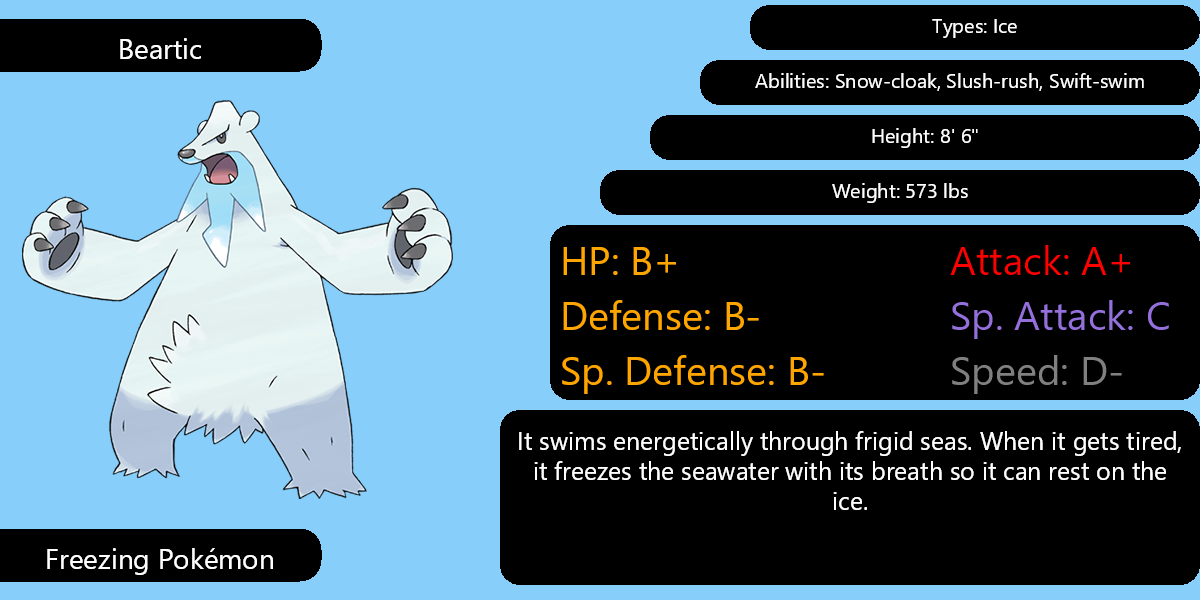 Beartic
Types: Ice
Abilities: Snow-cloak, Slush-rush, Swift-swim
Height: 8' 6"
Weight: 573 lbs
HP: B+
Attack: A+
Defense: B-
Sp. Attack: C
Sp. Defense: B-
Speed: D-
It swims energetically through frigid seas. When it gets tired,
it freezes the seawater with its breath so it can rest on the
ice.
Freezing Pokémon